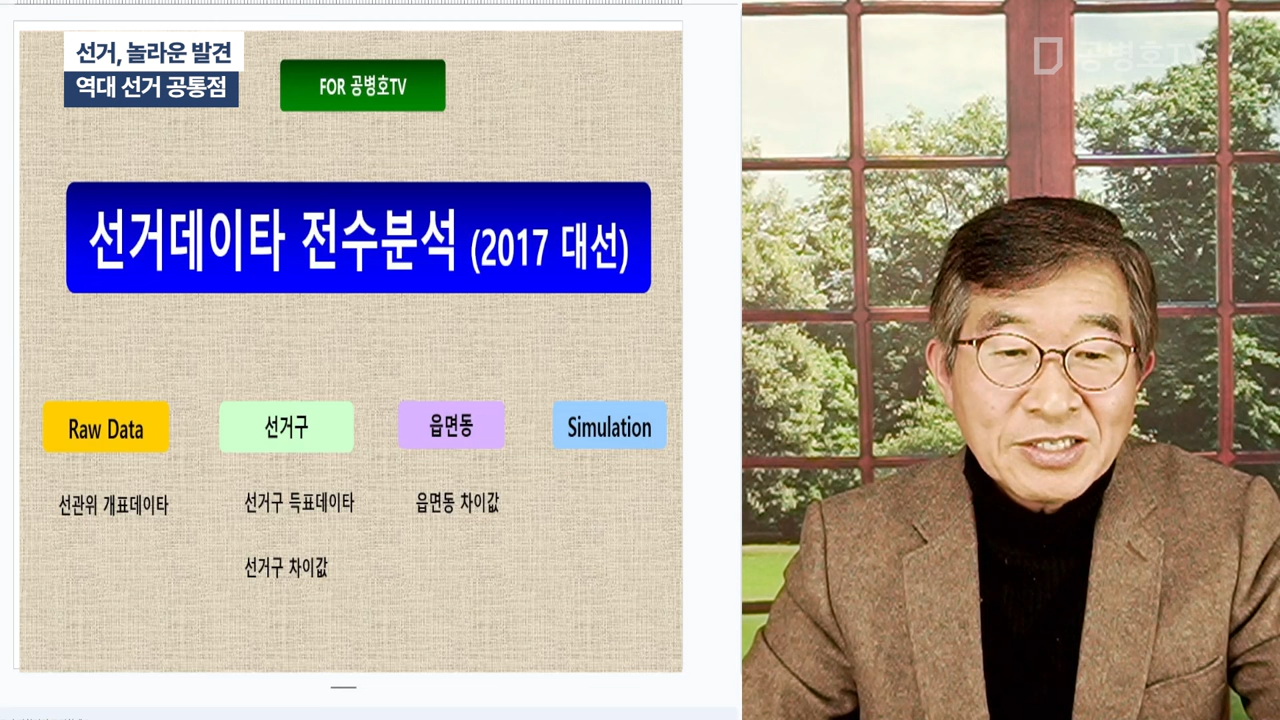 선거, 놀라운 발견
역대 선거 공통점
FOR 공병호TV
공병호TV
선거데이타 전수분석 (2017 대선)
Raw Data
선거구
읍면동
Simulation
선관위 개표데이타
선거구 득표데이타
읍면동 차이값
선거구 차이값